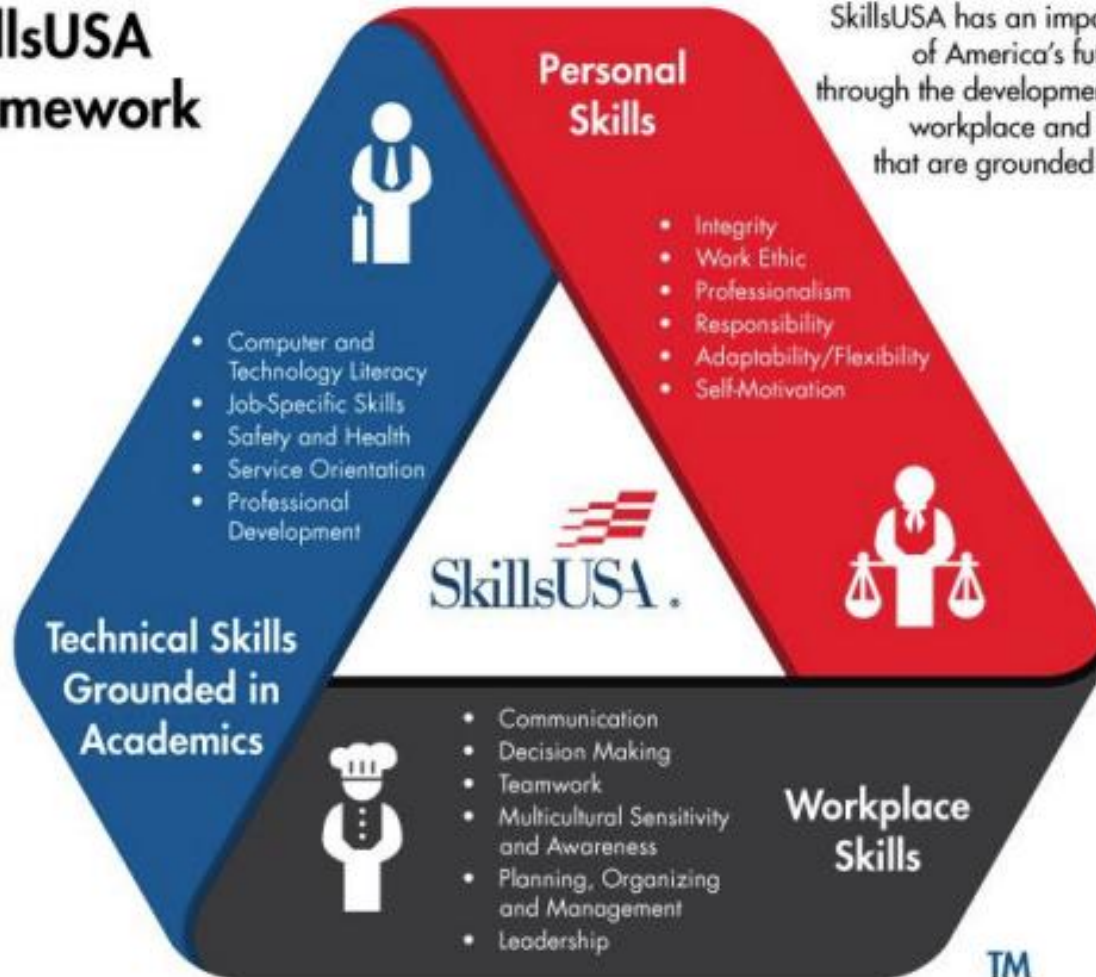 llsUSA
mework
SkillsUSA has an impo
of America's fu
through the developme
workplace and
that are grounded
Personal
Skills
• Integrity
• Work Ethic
• Professionalism
• Responsibility
• Adaptability/Flexibility
• Self-Motivation
• Computer and
Technology Literacy
• Job-Specific Skills
• Safety and Health
• Service Orientation
• Professional
Development
Technical Skills
Grounded in
Academics
SkillsUSA®
• Communication
• Decision Making
• Teamwork
• Multicultural Sensitivity
and Awareness
• Planning, Organizing
and Management
• Leadership
Workplace
Skills
TM